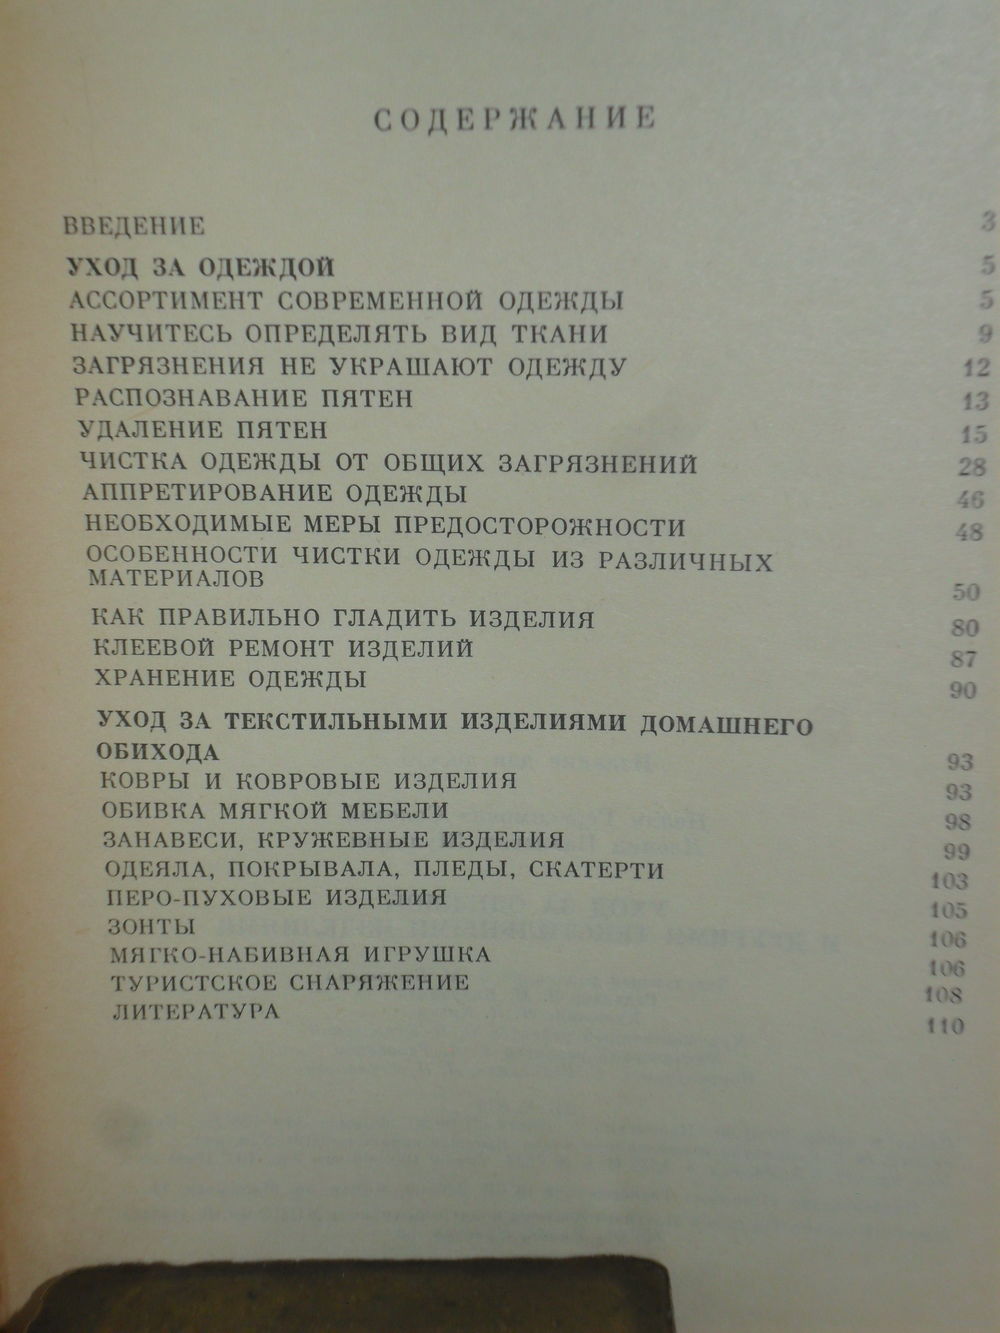 СОДЕРЖАНИЕ
ВВЕДЕНИЕ 3
УХОД ЗА ОДЕЖДОЙ 5
АССОРТИМЕНТ СОВРЕМЕННОЙ ОДЕЖДЫ 5
НАУЧИТЕСЬ ОПРЕДЕЛЯТЬ ВИД ТКАНИ 9
ЗАГРЯЗНЕНИЯ НЕ УКРАШАЮТ ОДЕЖДУ 12
РАСПОЗНАВАНИЕ ПЯТЕН 13
УДАЛЕНИЕ ПЯТЕН 15
ЧИСТКА ОДЕЖДЫ ОТ ОБЩИХ ЗАГРЯЗНЕНИЙ 28
АППРЕТИРОВАНИЕ ОДЕЖДЫ 46
НЕОБХОДИМЫЕ МЕРЫ ПРЕДОСТОРОЖНОСТИ 48
ОСОБЕННОСТИ ЧИСТКИ ОДЕЖДЫ ИЗ РАЗЛИЧНЫХ
МАТЕРИАЛОВ 50
КАК ПРАВИЛЬНО ГЛАДИТЬ ИЗДЕЛИЯ 80
КЛЕЕВОЙ РЕМОНТ ИЗДЕЛИЙ 87
ХРАНЕНИЕ ОДЕЖДЫ 90
УХОД ЗА ТЕКСТИЛЬНЫМИ ИЗДЕЛИЯМИ ДОМАШНЕГО
ОБИХОДА 93
КОВРЫ И КОВРОВЫЕ ИЗДЕЛИЯ 93
ОБИВКА МЯГКОЙ МЕБЕЛИ 98
ЗАНАВЕСИ, КРУЖЕВНЫЕ ИЗДЕЛИЯ 99
ОДЕЯЛА, ПОКРЫВАЛА, ПЛЕДЫ, СКАТЕРТИ 103
ПЕРО-ПУХОВЫЕ ИЗДЕЛИЯ 105
ЗОНТЫ 106
МЯГКО-НАБИВНАЯ ИГРУШКА 106
ТУРИСТСКОЕ СНАРЯЖЕНИЕ 108
ЛИТЕРАТУРА 110